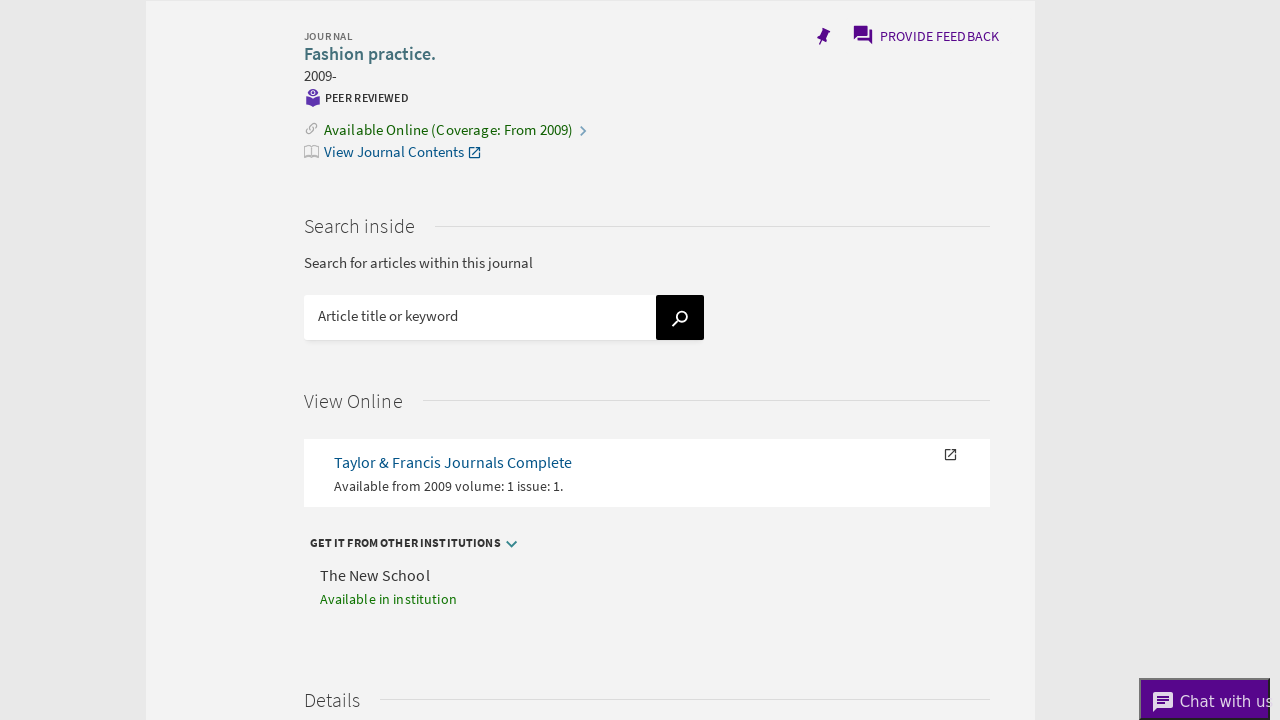 JOURNAL
Fashion practice.
2009-
PEER REVIEWED
Available Online (Coverage: From 2009)
View Journal Contents
PROVIDE FEEDBACK
Search inside
Search for articles within this journal
Article title or keyword
View Online
Taylor & Francis Journals Complete
Available from 2009 volume: 1 issue: 1.
GET IT FROM OTHER INSTITUTIONS
The New School
Available in institution
Details
Chat with us